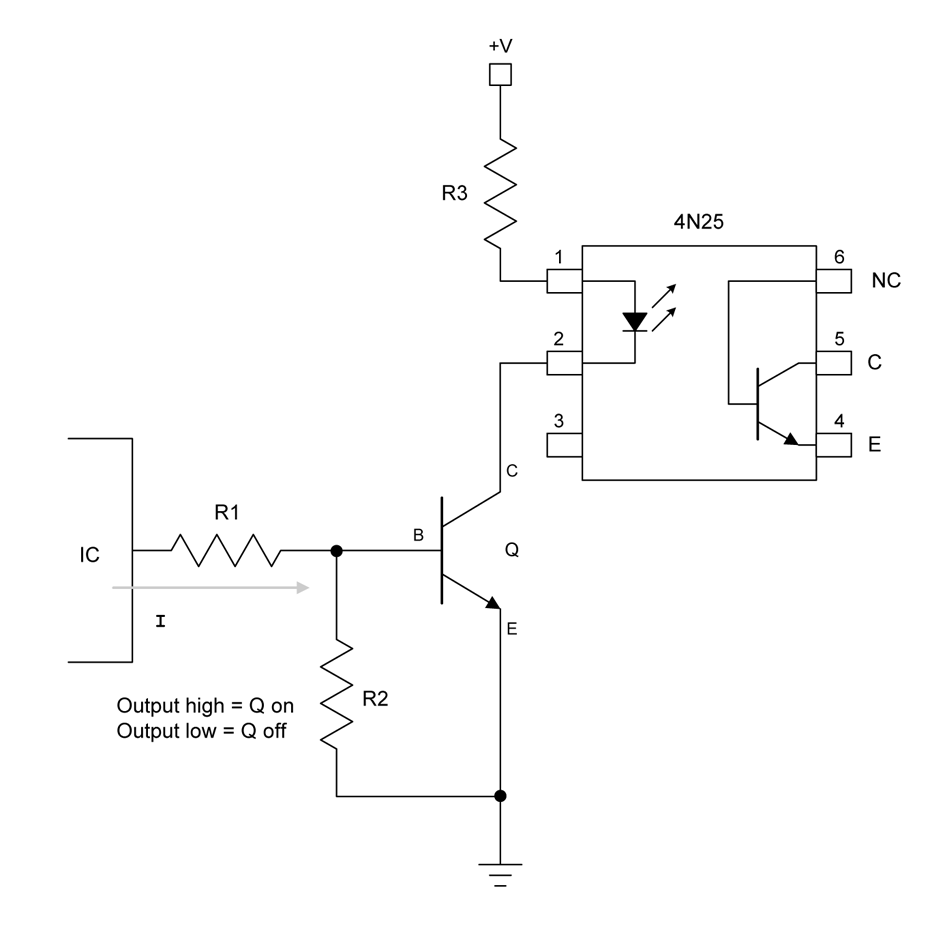 +V
R3
4N25
1
6
NC
2
5
C
3
4
E
C
R1
B
Q
IC
I
E
R2
Output high = Q on
Output low = Q off